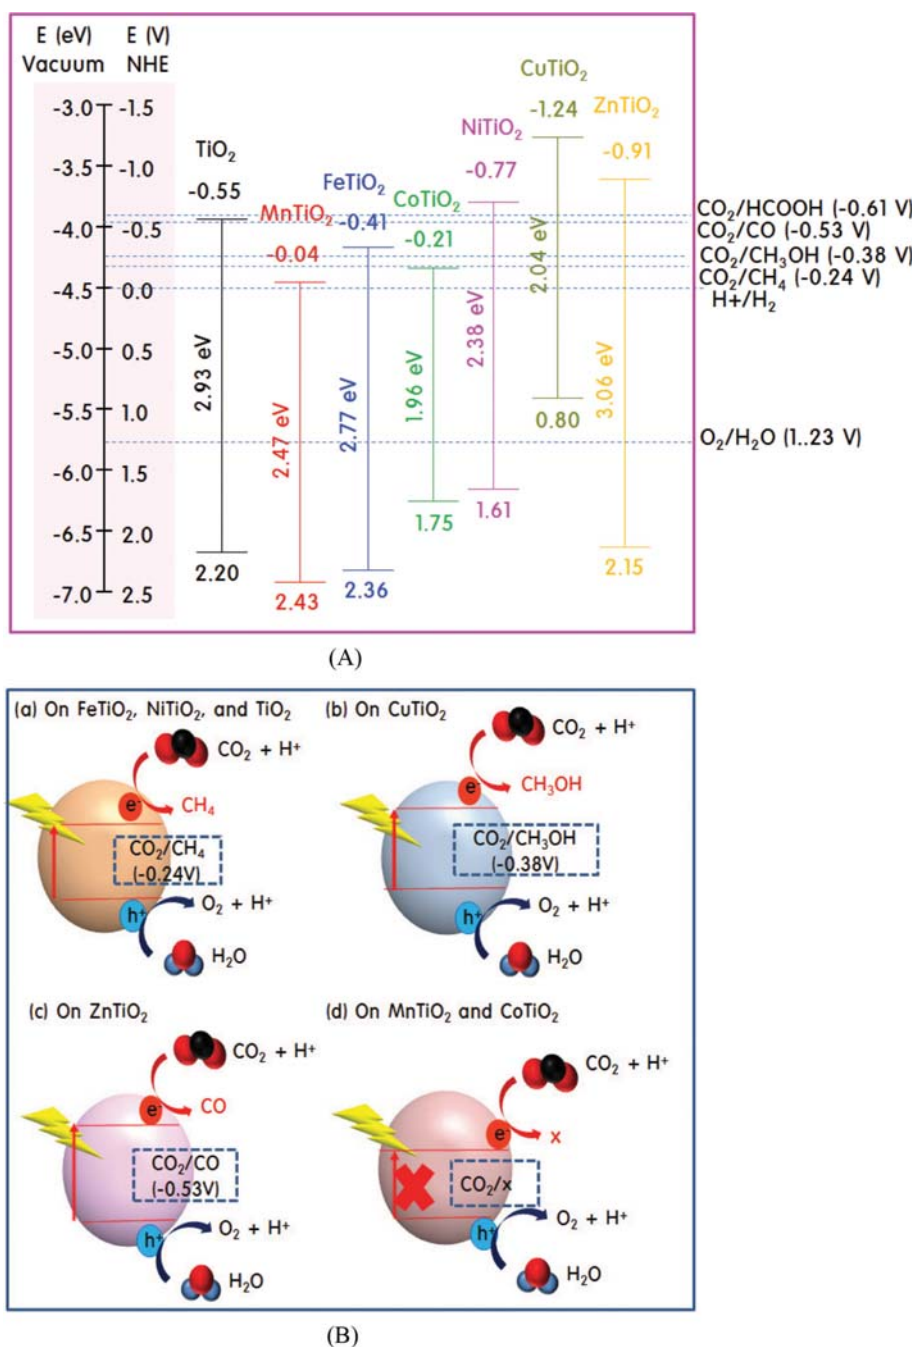 E (eV) E (V)
Vacuum NHE
-3.0 -1.5
-3.5 -1.0
-4.0 -0.5
-4.5 0.0
-5.0 0.5
-5.5 1.0
-6.0 1.5
-6.5 2.0
-7.0 2.5
TiO₂
-0.55
2.93 eV
2.20
MnTiO₂
-0.04
2.47 eV
2.43
FeTiO₂
-0.41
2.77 eV
2.36
CoTiO₂
-0.21
1.96 eV
1.75
NiTiO₂
-0.77
2.38 eV
1.61
CuTiO₂
-1.24
2.04 eV
0.80
ZnTiO₂
-0.91
3.06 eV
2.15
CO₂/HCOOH (-0.61 V)
CO₂/CO (-0.53 V)
CO₂/CH₃OH (-0.38 V)
CO₂/CH₄ (-0.24 V)
H+/H₂
O₂/H₂O (1..23 V)
(A)
(a) On FeTiO₂, NiTiO₂, and TiO₂
CO₂ + H⁺
e⁻
CH₄
CO₂/CH₄
(-0.24V)
h⁺
O₂ + H⁺
H₂O
(b) On CuTiO₂
CO₂ + H⁺
e⁻
CH₃OH
CO₂/CH₃OH
(-0.38V)
h⁺
O₂ + H⁺
H₂O
(c) On ZnTiO₂
CO₂ + H⁺
e⁻
CO
CO₂/CO
(-0.53V)
h⁺
O₂ + H⁺
H₂O
(d) On MnTiO₂ and CoTiO₂
CO₂ + H⁺
e⁻
x
CO₂/x
h⁺
O₂ + H⁺
H₂O
(B)